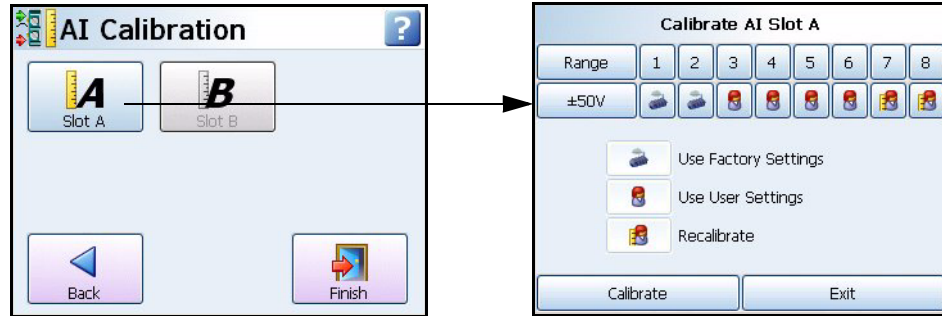 AI Calibration
?
A
B
Slot A
Slot B
Back
Finish
Calibrate AI Slot A
Range 1 2 3 4 5 6 7 8
±50V
Use Factory Settings
Use User Settings
Recalibrate
Calibrate
Exit